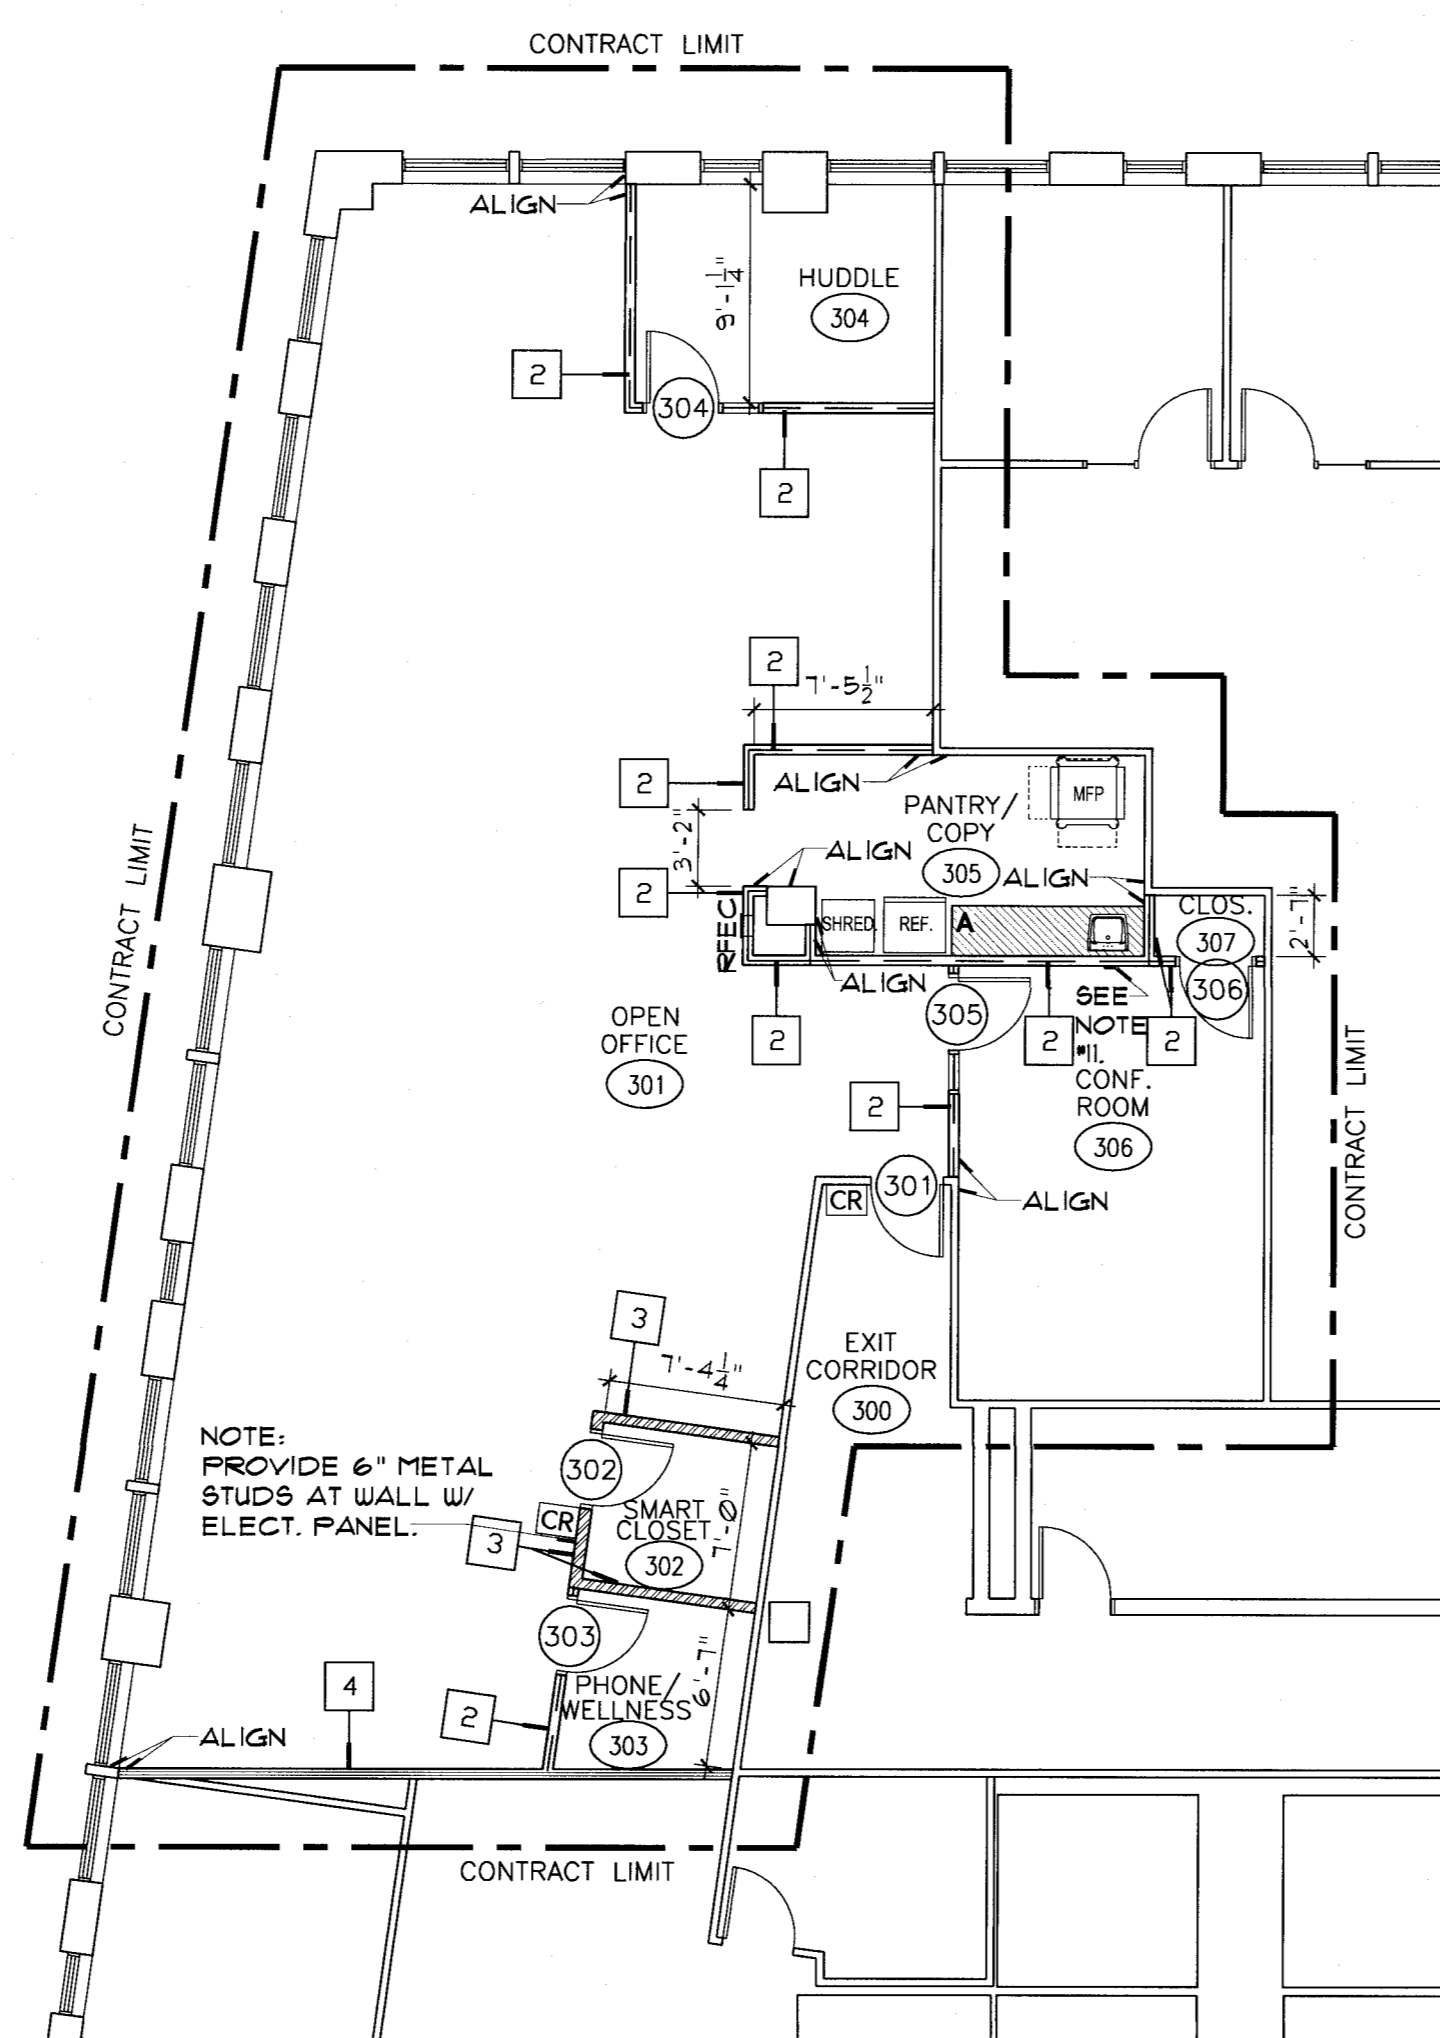 CONTRACT LIMIT
ALIGN
9'-1 1/4"
HUDDLE
304
2
304
2
2
7'-5 1/2"
2
ALIGN
MFP
PANTRY/
COPY
305
3'-2"
ALIGN
ALIGN
2
RFEC
SHRED.
REF.
A
CLOS.
307
2'-7"
ALIGN
306
305
SEE
NOTE
#11.
2
2
2
OPEN
OFFICE
301
CONTRACT LIMIT
CONF.
ROOM
306
2
CONTRACT LIMIT
301
CR
ALIGN
3
7'-4 1/4"
EXIT
CORRIDOR
300
NOTE:
PROVIDE 6" METAL
STUDS AT WALL W/
ELECT. PANEL.
302
CR
SMART
CLOSET
302
7'-0"
3
303
6'-7"
PHONE/
WELLNESS
303
4
2
ALIGN
CONTRACT LIMIT